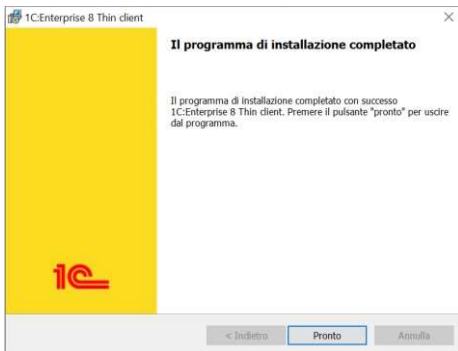 1C:Enterprise 8 Thin client
Il programma di installazione completato
Il programma di installazione completato con successo
1C:Enterprise 8 Thin client. Premere il pulsante "pronto" per uscire
dal programma.
1C
< Indietro
Pronto
Annulla